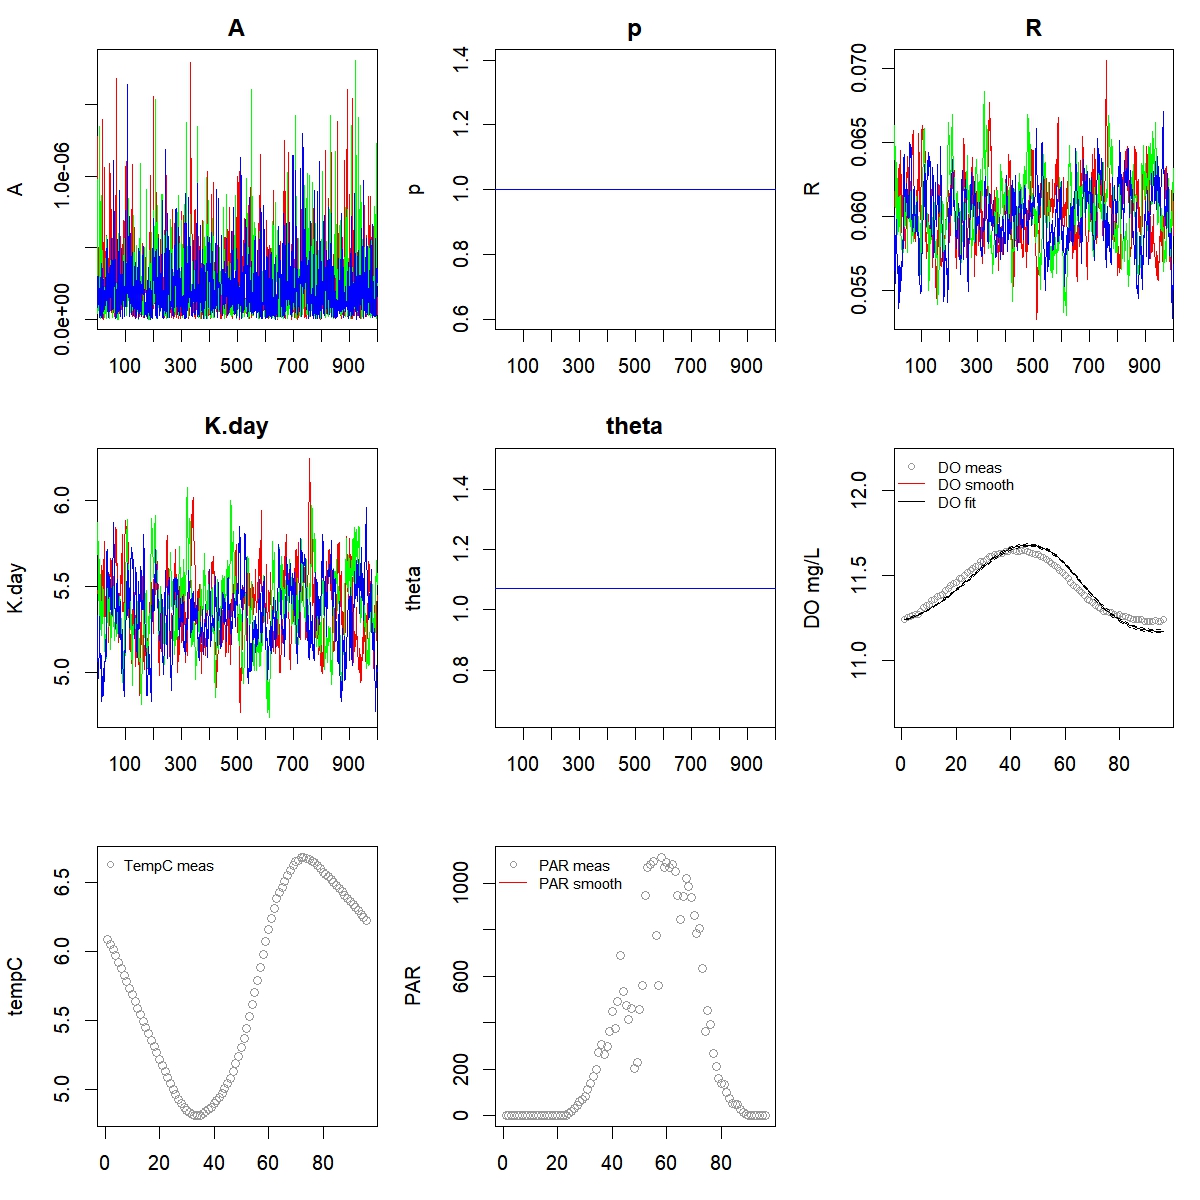 A
A
0.0e+00 1.0e-06
100 300 500 700 900
p
p
0.6 0.8 1.0 1.2 1.4
100 300 500 700 900
R
R
0.055 0.060 0.065 0.070
100 300 500 700 900
K.day
K.day
5.0 5.5 6.0
100 300 500 700 900
theta
theta
0.8 1.0 1.2 1.4
100 300 500 700 900
DO mg/L
11.0 11.5 12.0
DO meas
DO smooth
DO fit
0 20 40 60 80
tempC
5.0 5.5 6.0 6.5
TempC meas
0 20 40 60 80
PAR
0 200 600 1000
PAR meas
PAR smooth
0 20 40 60 80